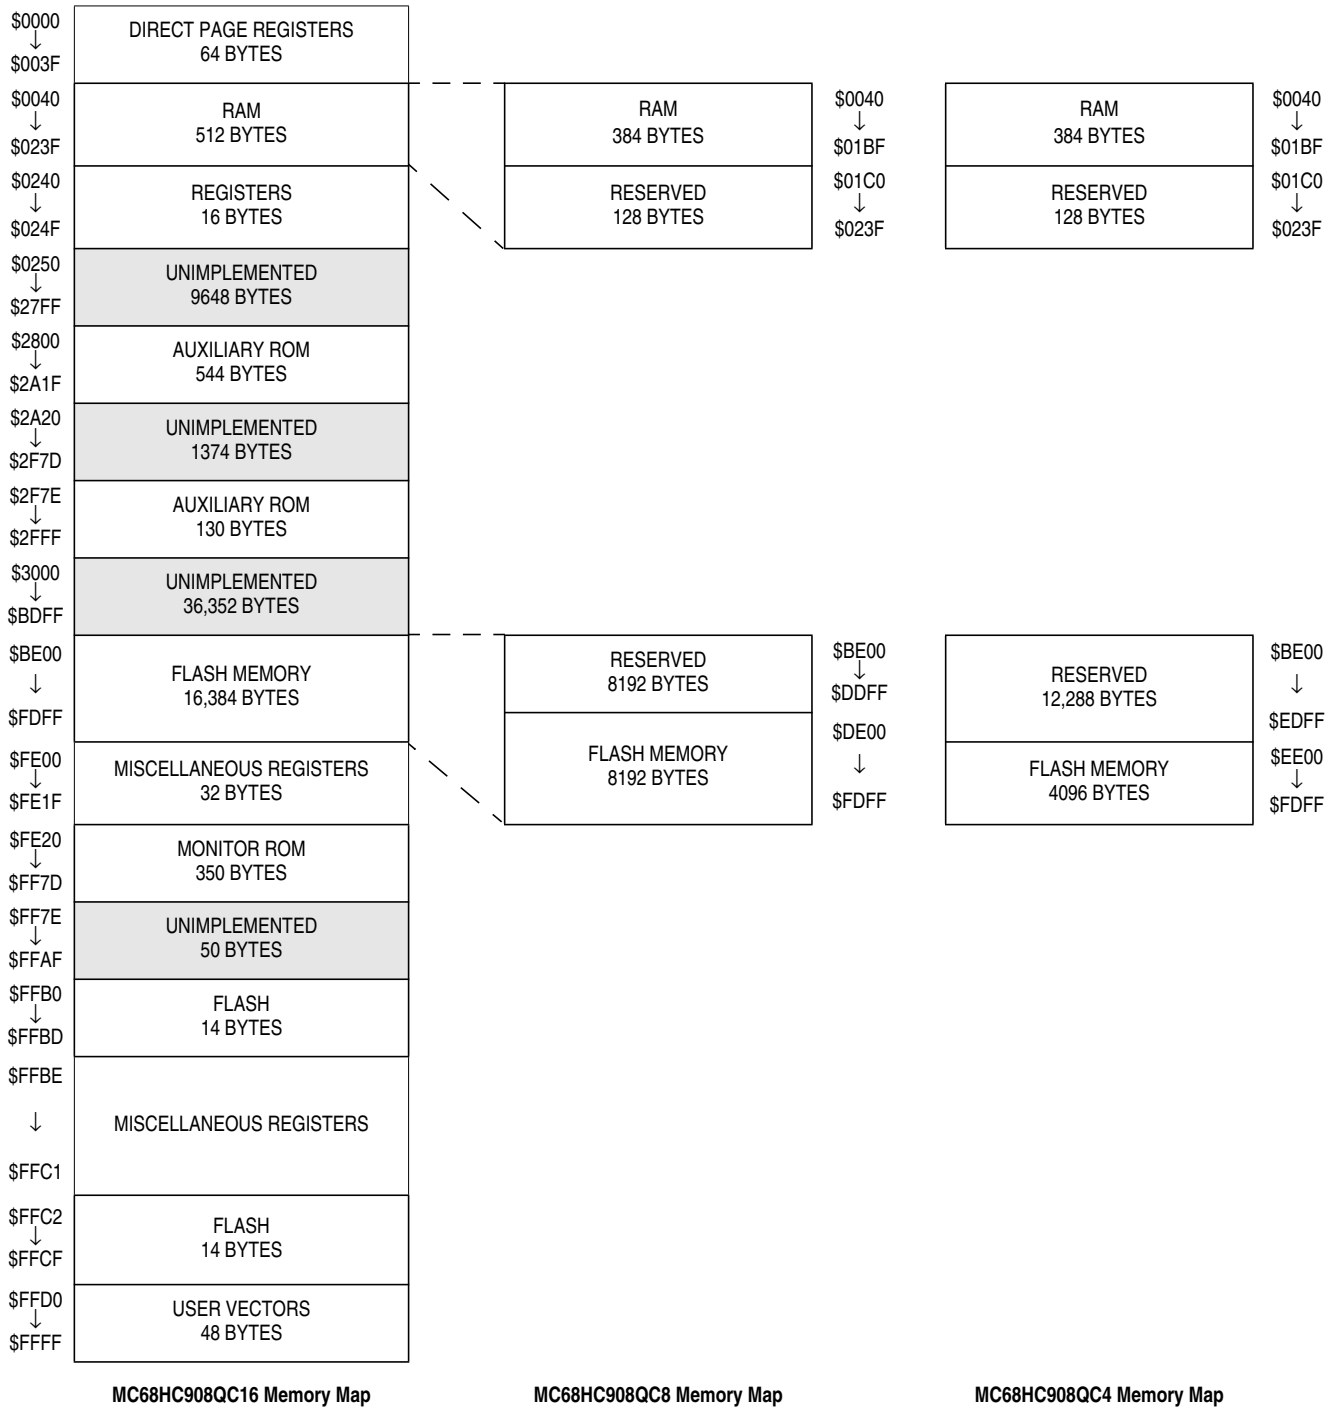 $0000
↓
$003F
DIRECT PAGE REGISTERS
64 BYTES
$0040
↓
$023F
RAM
512 BYTES
$0240
↓
$024F
REGISTERS
16 BYTES
$0250
↓
$27FF
UNIMPLEMENTED
9648 BYTES
$2800
↓
$2A1F
AUXILIARY ROM
544 BYTES
$2A20
↓
$2F7D
UNIMPLEMENTED
1374 BYTES
$2F7E
↓
$2FFF
AUXILIARY ROM
130 BYTES
$3000
↓
$BDFF
UNIMPLEMENTED
36,352 BYTES
$BE00
↓
$FDFF
FLASH MEMORY
16,384 BYTES
$FE00
↓
$FE1F
MISCELLANEOUS REGISTERS
32 BYTES
$FE20
↓
$FF7D
MONITOR ROM
350 BYTES
$FF7E
↓
$FFAF
UNIMPLEMENTED
50 BYTES
$FFB0
↓
$FFBD
FLASH
14 BYTES
$FFBE
↓
$FFC1
MISCELLANEOUS REGISTERS
$FFC2
↓
$FFCF
FLASH
14 BYTES
$FFD0
↓
$FFFF
USER VECTORS
48 BYTES
MC68HC908QC16 Memory Map
RAM
384 BYTES
$0040
↓
$01BF
RESERVED
128 BYTES
$01C0
↓
$023F
RESERVED
8192 BYTES
$BE00
↓
$DDFF
FLASH MEMORY
8192 BYTES
$DE00
↓
$FDFF
MC68HC908QC8 Memory Map
RAM
384 BYTES
$0040
↓
$01BF
RESERVED
128 BYTES
$01C0
↓
$023F
RESERVED
12,288 BYTES
$BE00
↓
$EDFF
FLASH MEMORY
4096 BYTES
$EE00
↓
$FDFF
MC68HC908QC4 Memory Map